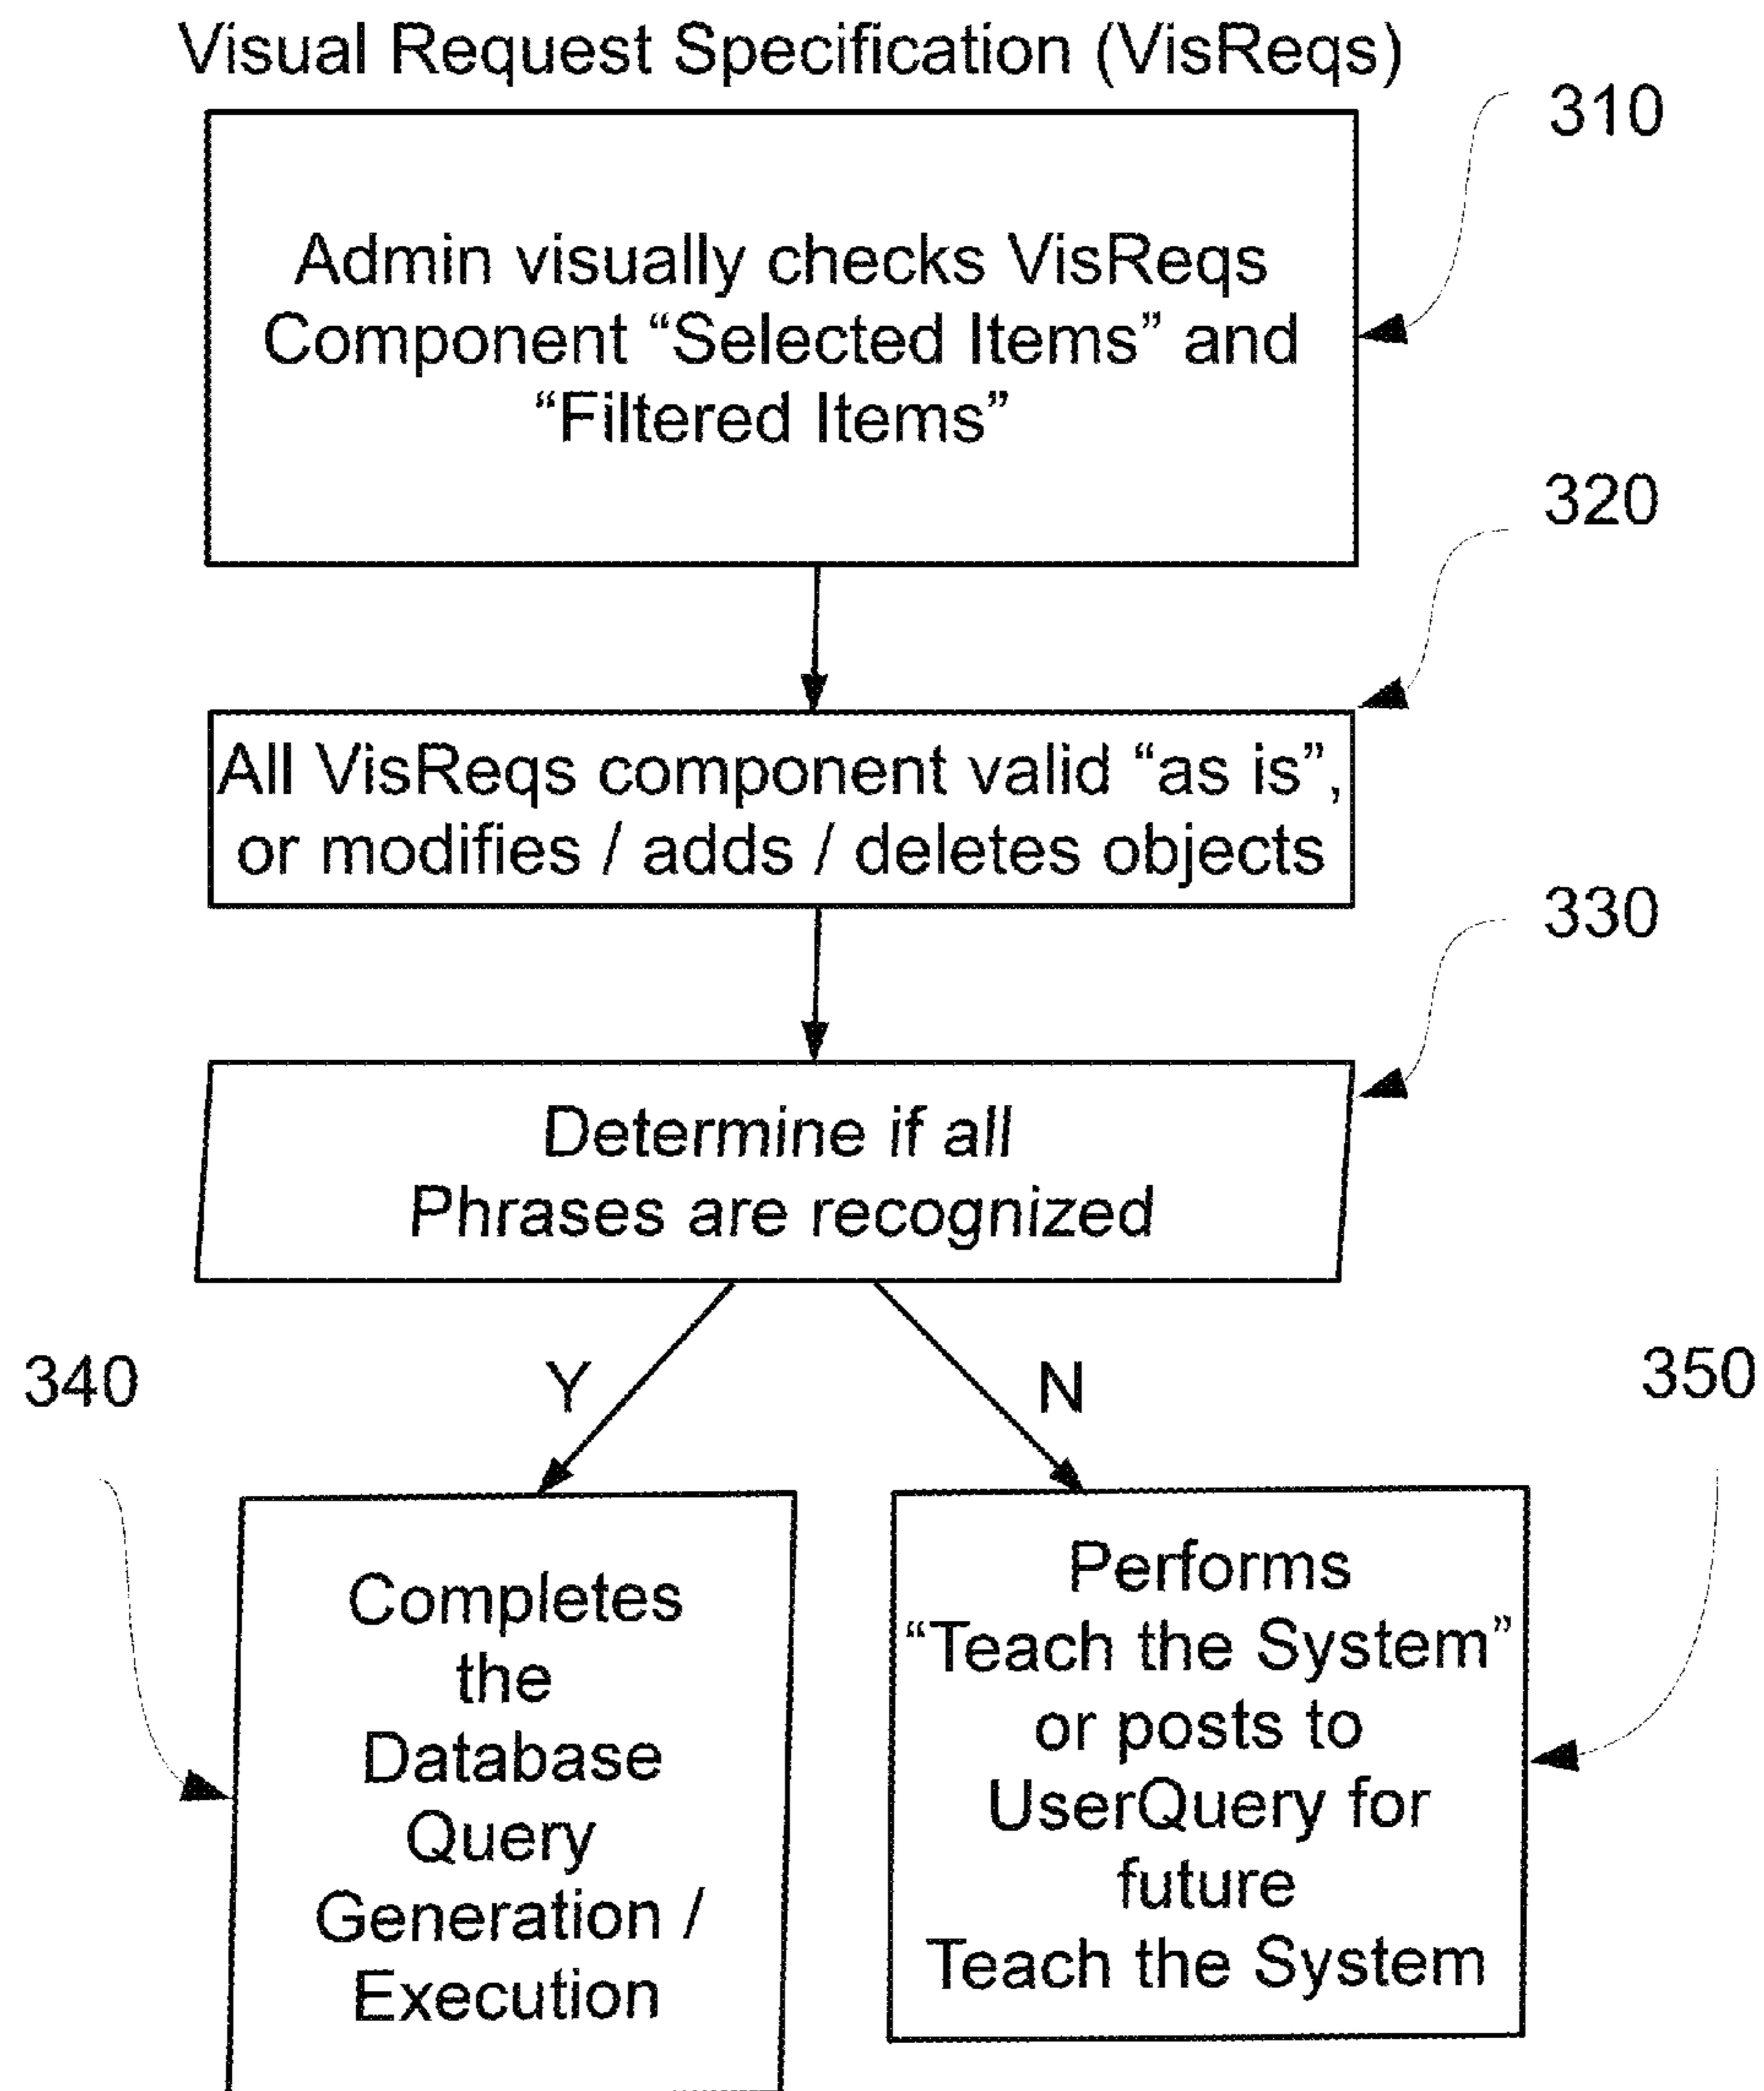 Visual Request Specification (VisReqs)
310
Admin visually checks VisReqs
Component “Selected Items” and
“Filtered Items”
320
All VisReqs component valid “as is”,
or modifies / adds / deletes objects
330
Determine if all
Phrases are recognized
Y
N
340
350
Completes
the
Database
Query
Generation /
Execution
Performs
“Teach the System”
or posts to
UserQuery for
future
Teach the System